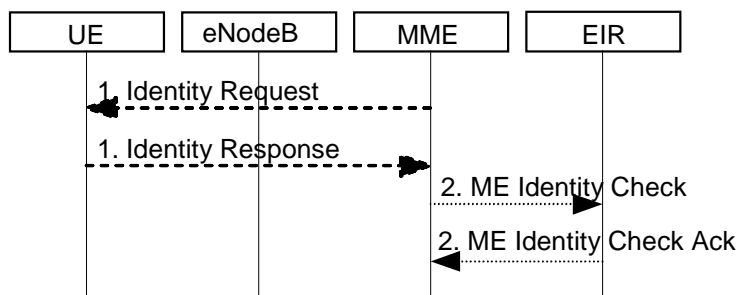 UE eNodeB MME EIR
1. Identity Request
1. Identity Response
2. ME Identity Check
2. ME Identity Check Ack